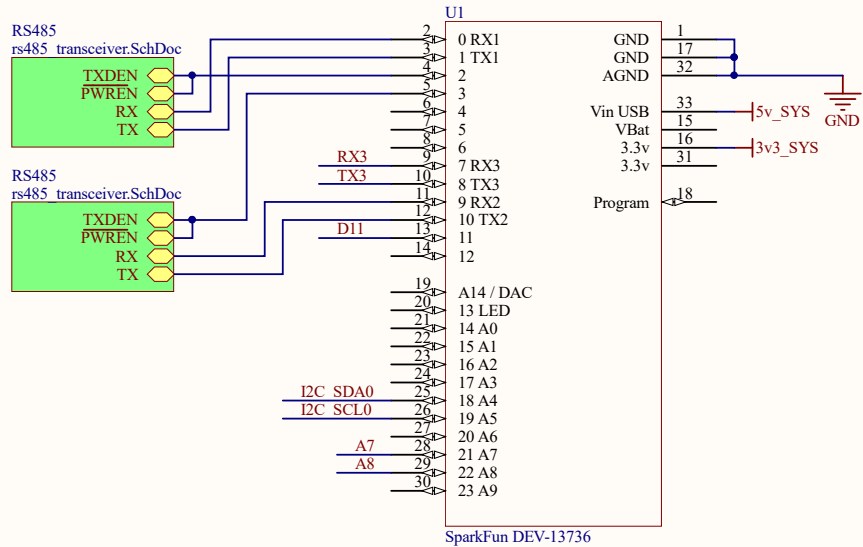 RS485
rs485_transceiver.SchDoc
TXDEN
PWREN
RX
TX
RS485
rs485_transceiver.SchDoc
TXDEN
PWREN
RX
TX
U1
2 0 RX1
3 1 TX1
4 2
5 3
6 4
7 5
8 6
RX3 9 7 RX3
TX3 10 8 TX3
11 9 RX2
12 10 TX2
D11 13 11
14 12
19 A14 / DAC
20 13 LED
21 14 A0
22 15 A1
23 16 A2
24 17 A3
I2C_SDA0 25 18 A4
I2C_SCL0 26 19 A5
27 20 A6
A7 28 21 A7
A8 29 22 A8
30 23 A9
GND 1
GND 17
AGND 32
GND
Vin USB 33 5v_SYS
VBat 15
3.3v 16 3v3_SYS
3.3v 31
Program 18
SparkFun DEV-13736